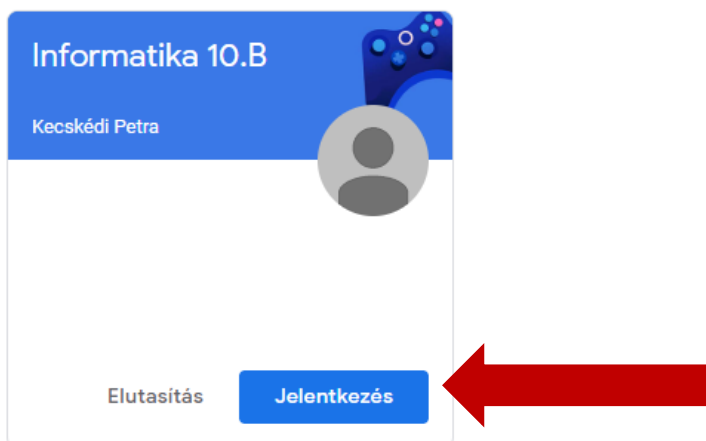 Informatika 10.B
Kecskédi Petra
Elutasítás Jelentkezés